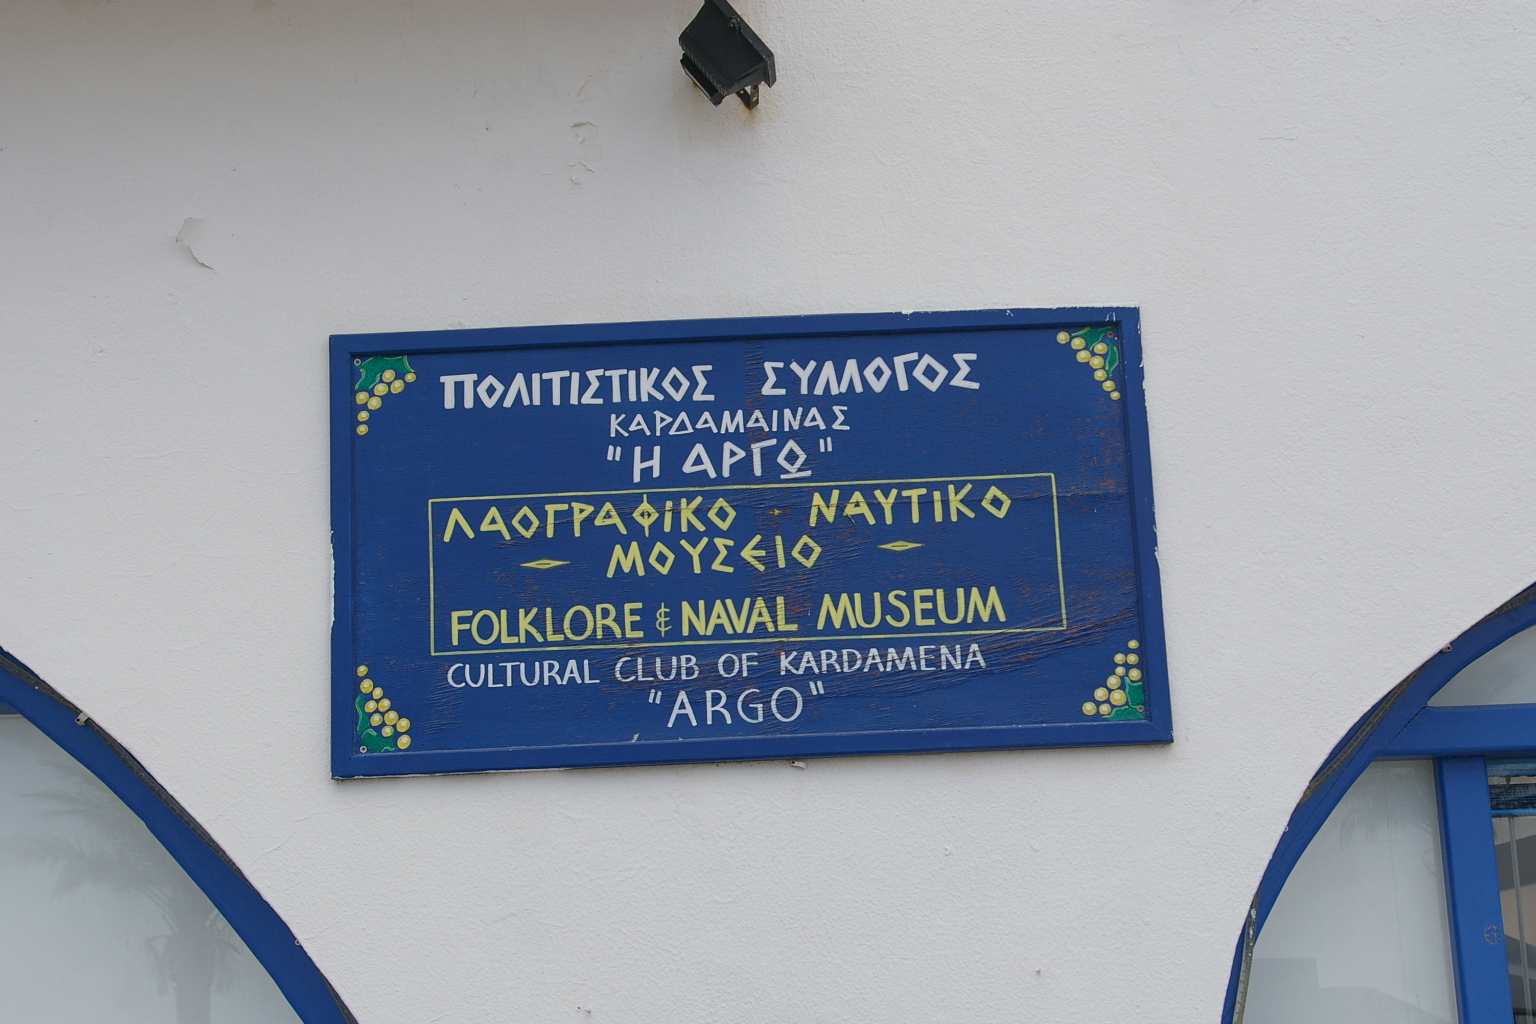 ΠΟΛΙΤΙΣΤΙΚΟΣ ΣΥΛΛΟΓΟΣ
ΚΑΡΔΑΜΑΙΝΑΣ
"Η ΑΡΓΩ"
ΛΑΟΓΡΑΦΙΚΟ - ΝΑΥΤΙΚΟ
ΜΟΥΣΕΙΟ
FOLKLORE & NAVAL MUSEUM
CULTURAL CLUB OF KARDAMENA
"ARGO"